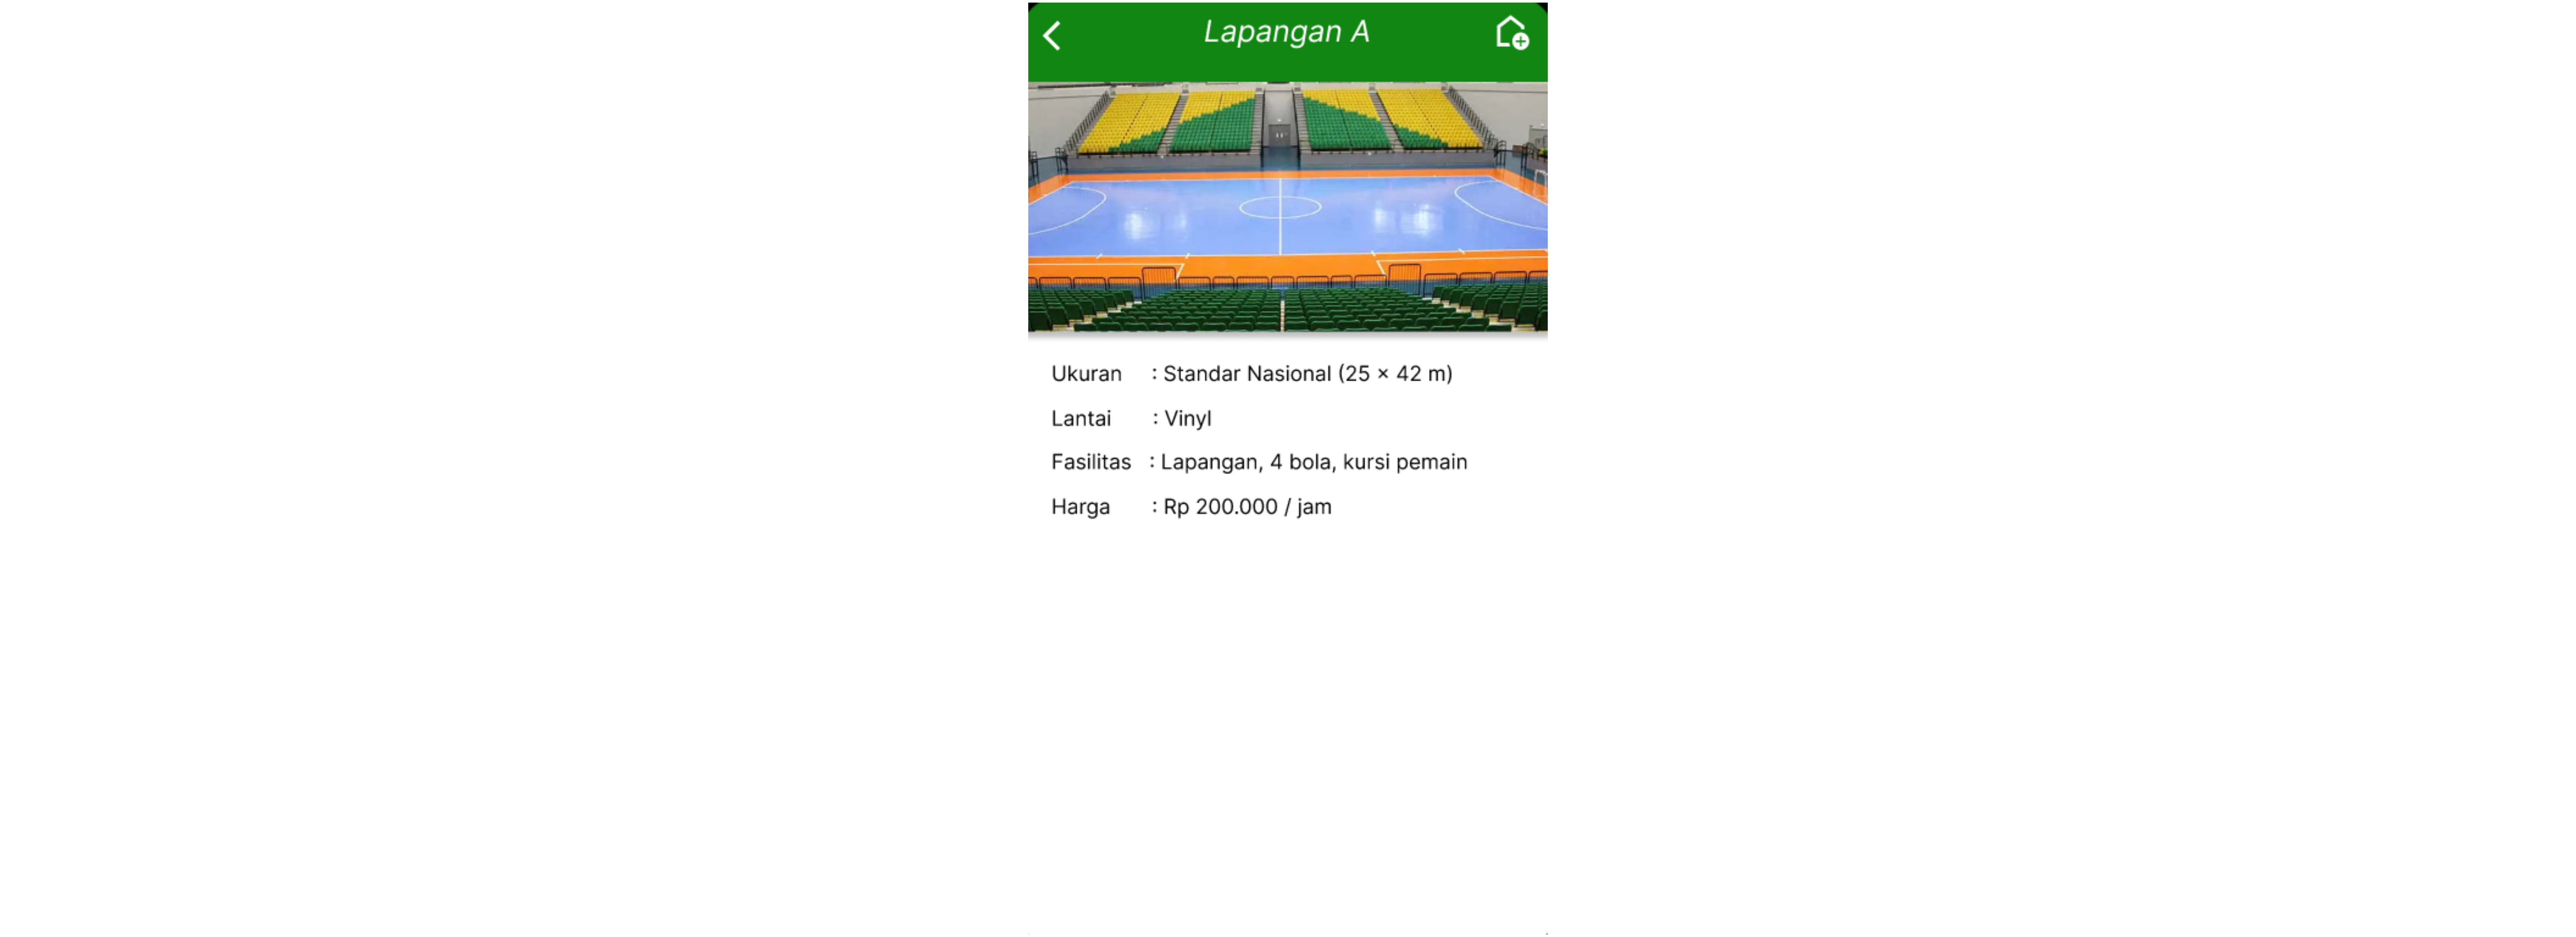 Lapangan A
Ukuran : Standar Nasional (25 × 42 m)
Lantai : Vinyl
Fasilitas : Lapangan, 4 bola, kursi pemain
Harga : Rp 200.000 / jam